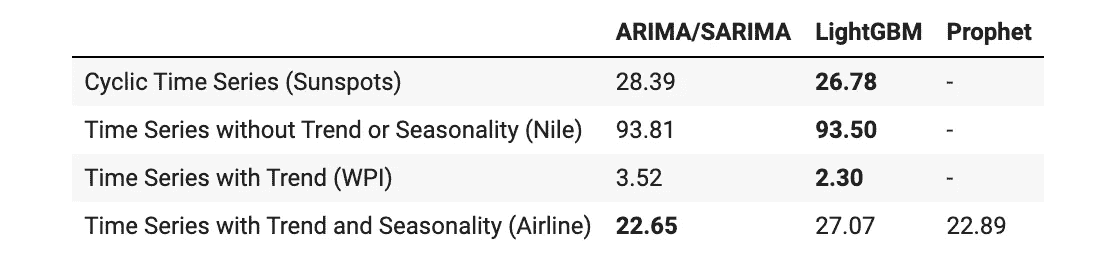 ARIMA/SARIMA LightGBM Prophet
Cyclic Time Series (Sunspots) 28.39 26.78 -
Time Series without Trend or Seasonality (Nile) 93.81 93.50 -
Time Series with Trend (WPI) 3.52 2.30 -
Time Series with Trend and Seasonality (Airline) 22.65 27.07 22.89